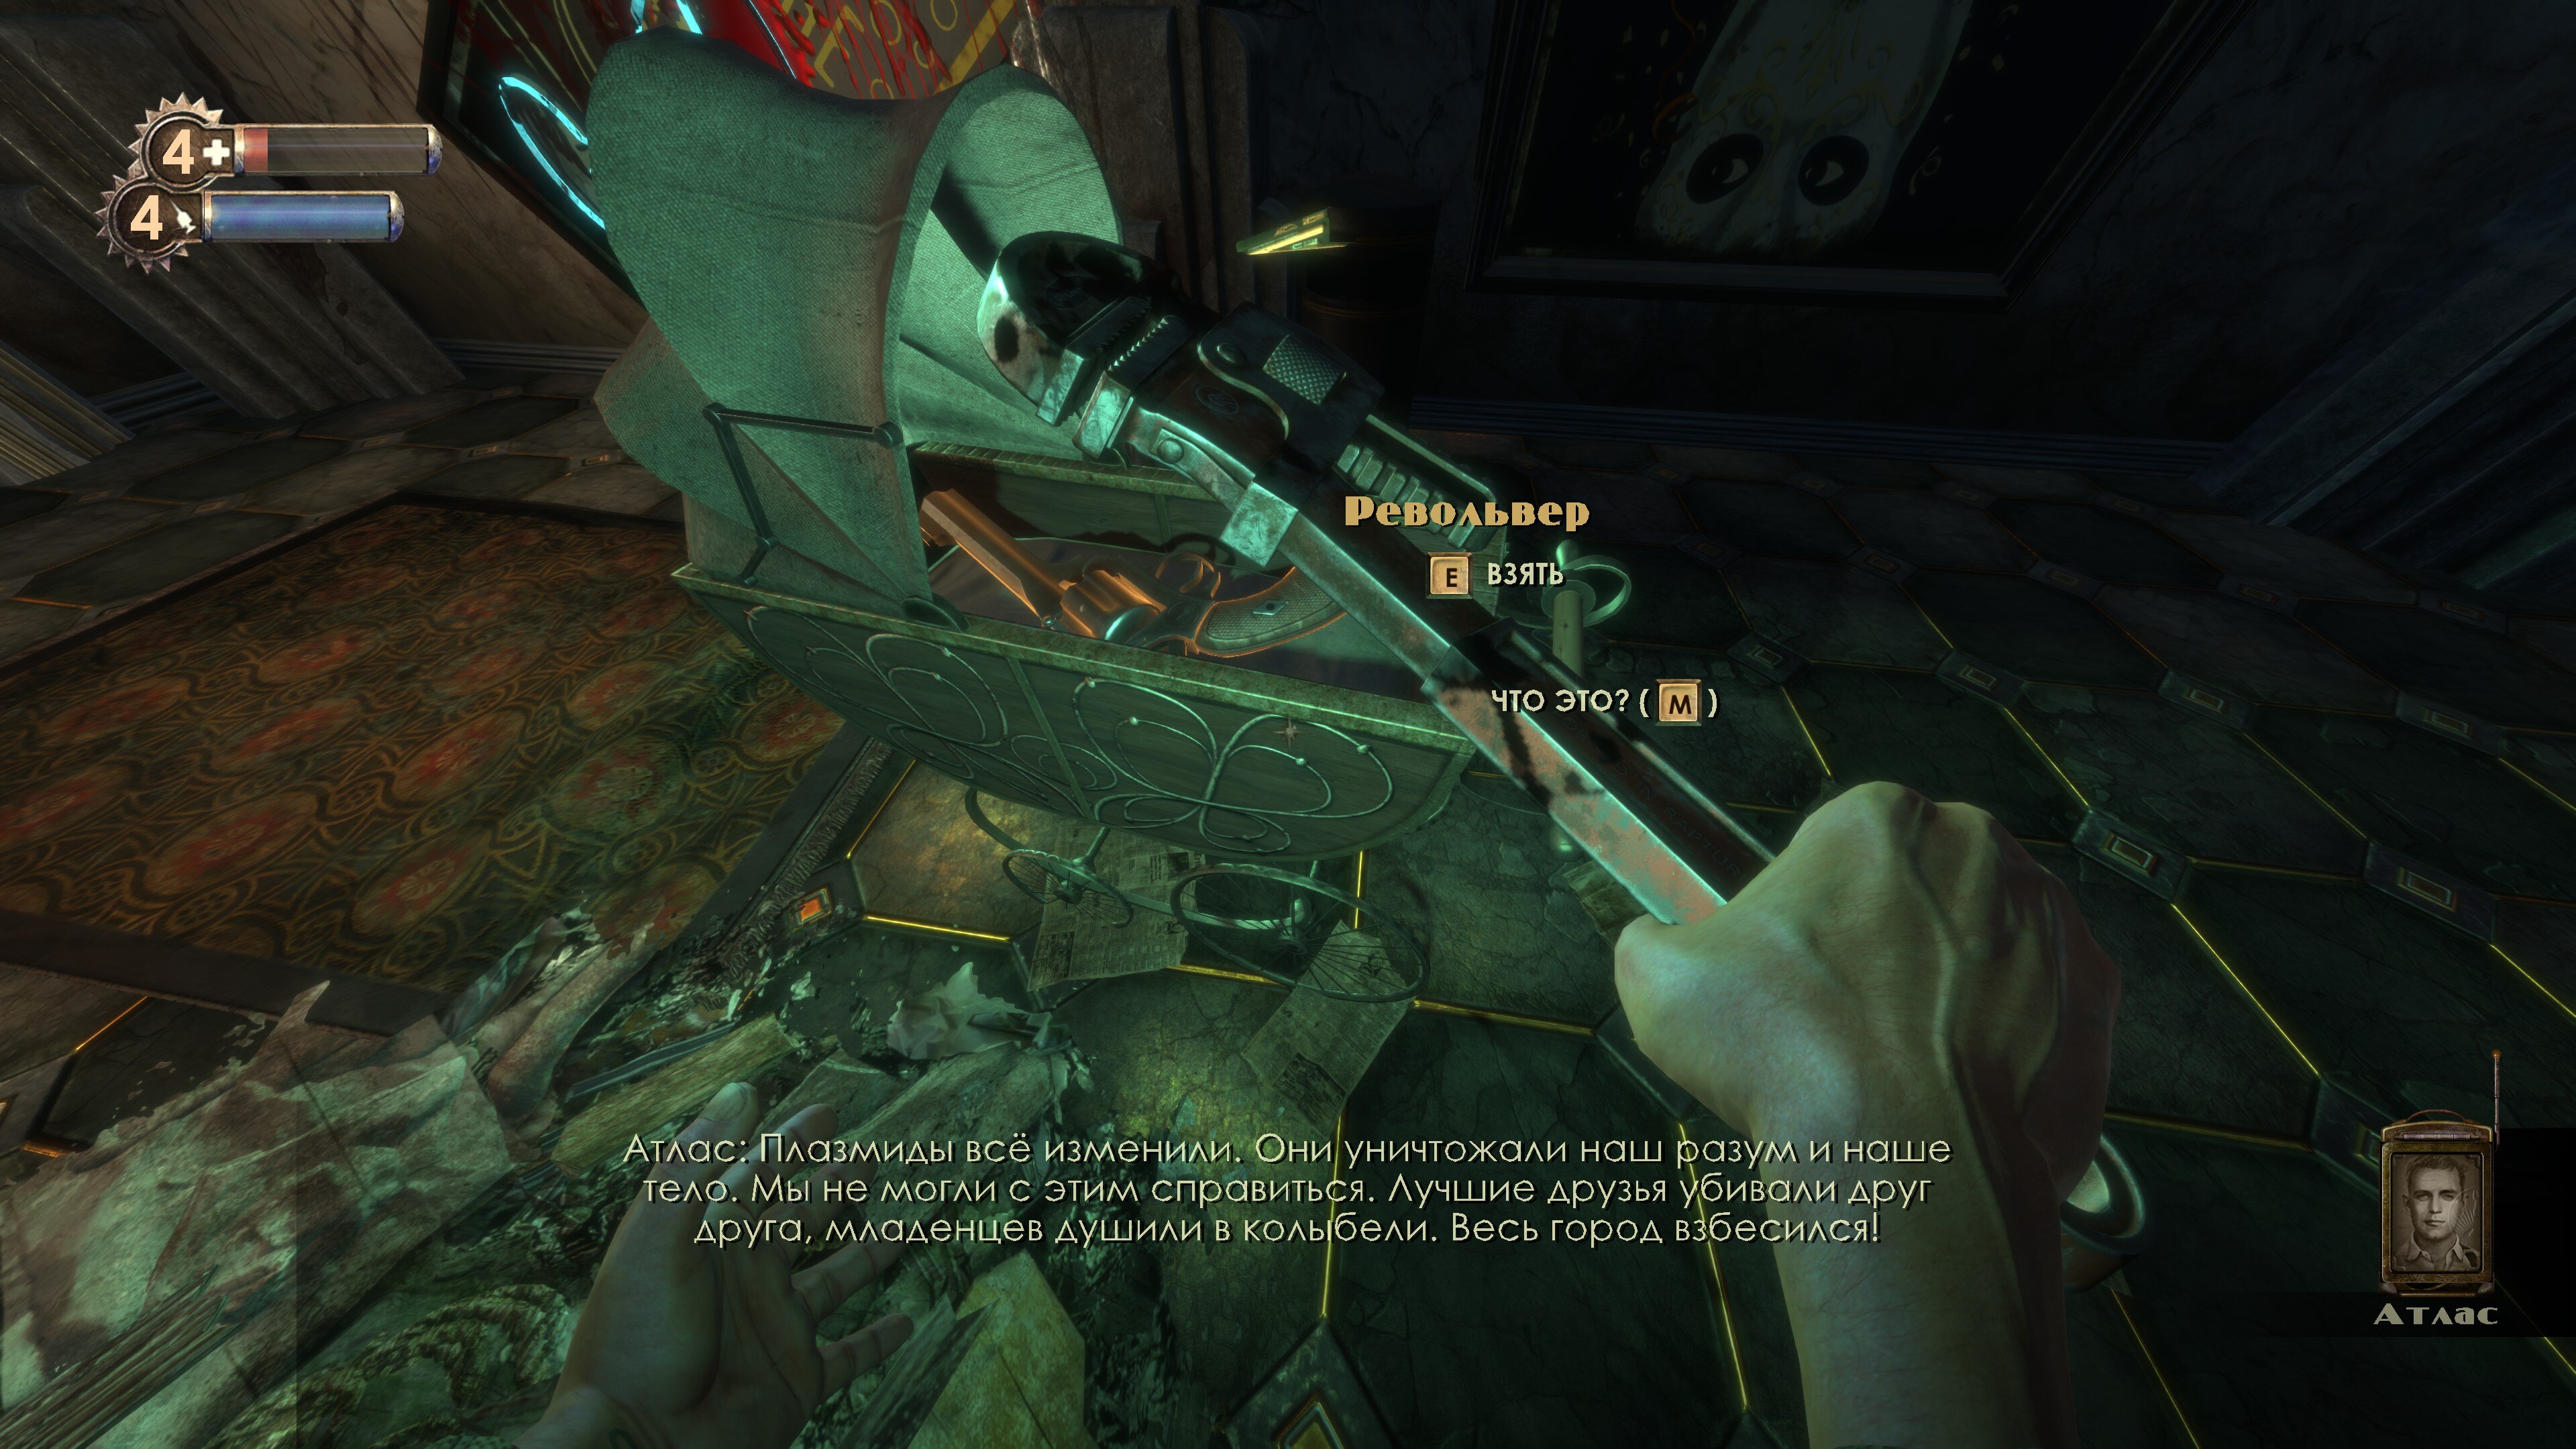 4
4
Револьвер
E ВЗЯТЬ
ЧТО ЭТО? ( M )
Атлас: Плазмиды всё изменили. Они уничтожали наш разум и наше
тело. Мы не могли с этим справиться. Лучшие друзья убивали друг
друга, младенцев душили в колыбели. Весь город взбесился!
Атлас